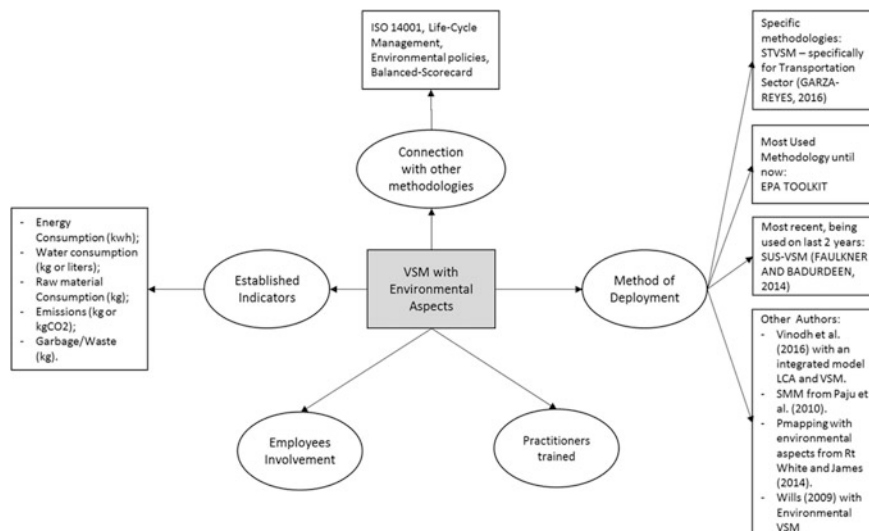 ISO 14001, Life-Cycle
Management,
Environmental policies,
Balanced-Scorecard
Specific
methodologies:
STVSM – specifically
for Transportation
Sector (GARZA-
REYES, 2016)
Connection
with other
methodologies
Most Used
Methodology until
now:
EPA TOOLKIT
- Energy
Consumption (kwh);
- Water consumption
(kg or liters);
- Raw material
Consumption (kg);
- Emissions (kg or
kgCO2);
- Garbage/Waste
(kg).
Established
Indicators
VSM with
Environmental
Aspects
Method of
Deployment
Most recent, being
used on last 2 years:
SUS-VSM (FAULKNER
AND BADURDEEN,
2014)
Other Authors:
- Vinodh et al.
(2016) with an
integrated model
LCA and VSM.
- SMM from Paju et
al. (2010).
- Pmapping with
environmental
aspects from Rt
White and James
(2014).
- Wills (2009) with
Environmental
VSM
Employees
Involvement
Practitioners
trained